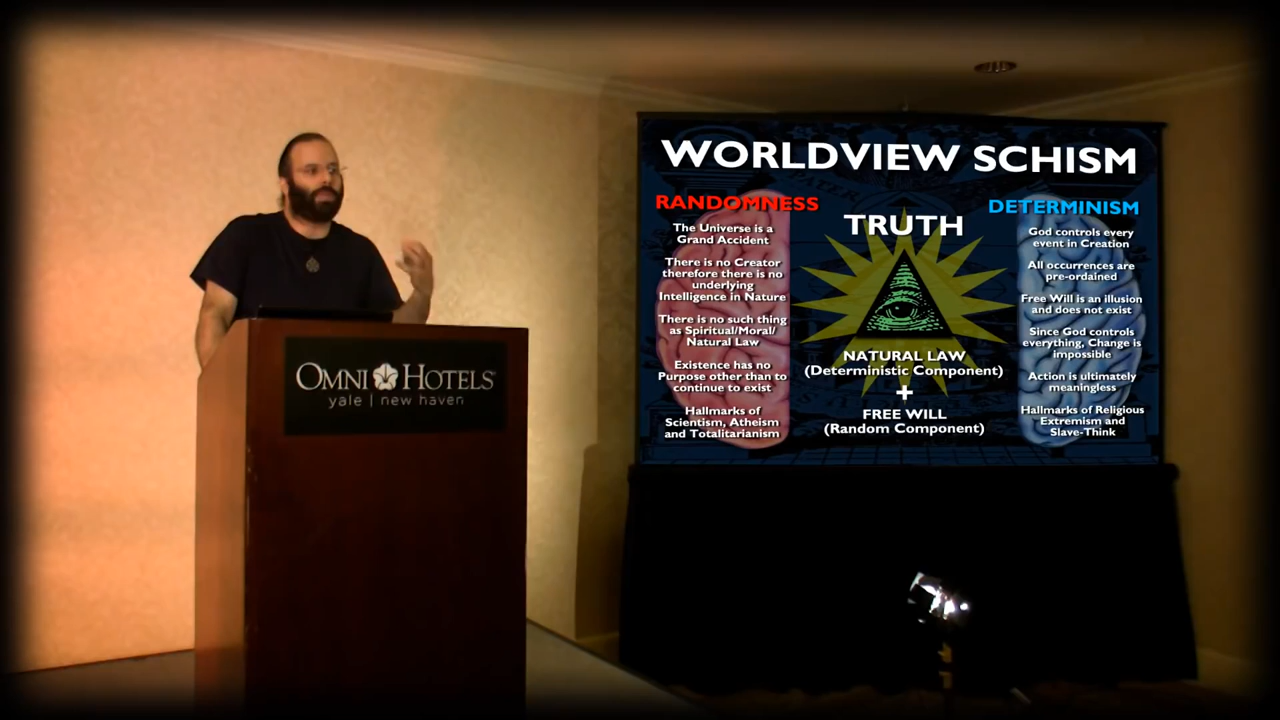 OMNI HOTELS
yale | new haven
WORLDVIEW SCHISM
RANDOMNESS
The Universe is a
Grand Accident
There is no Creator
therefore there is no
underlying
Intelligence in Nature
There is no such thing
as Spiritual/Moral/
Natural Law
Existence has no
Purpose other than to
continue to exist
Hallmarks of
Scientism, Atheism
and Totalitarianism
TRUTH
NATURAL LAW
(Deterministic Component)
+
FREE WILL
(Random Component)
DETERMINISM
God controls every
event in Creation
All occurrences are
pre-ordained
Free Will is an illusion
and does not exist
Since God controls
everything, Change is
impossible
Action is ultimately
meaningless
Hallmarks of Religious
Extremism and
Slave-Think